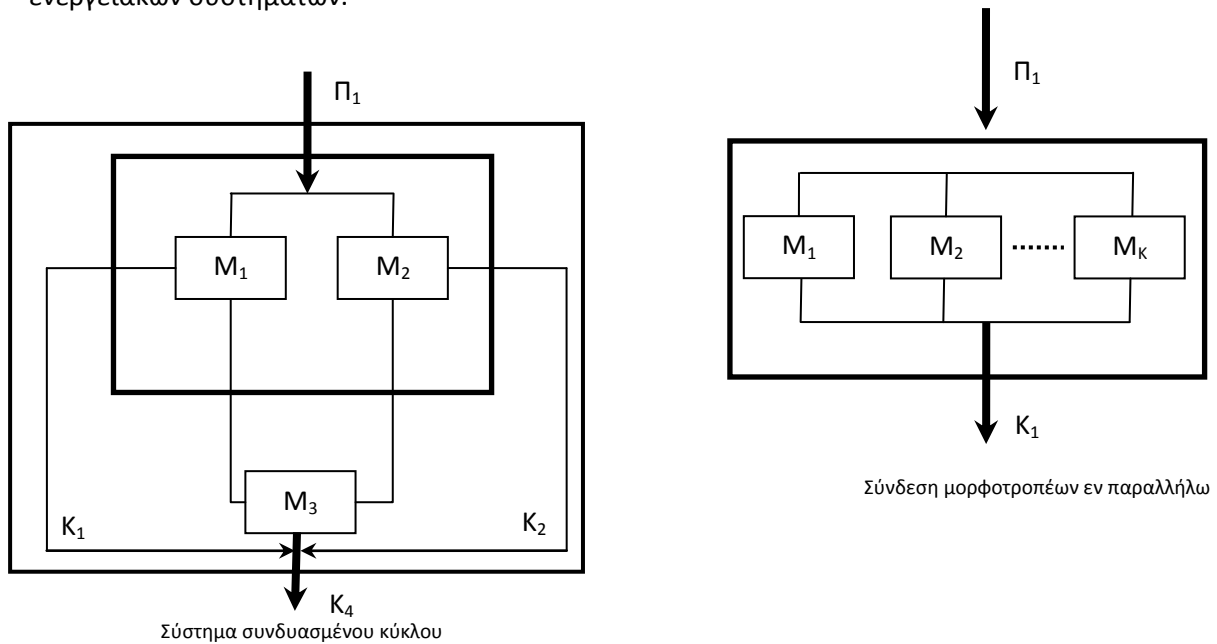 ενεργειακών συστημάτων.
Π1
M1
M2
M3
K1
K2
K4
Σύστημα συνδυασμένου κύκλου
Π1
M1
M2
.......
MK
K1
Σύνδεση μορφοτροπέων εν παραλλήλω